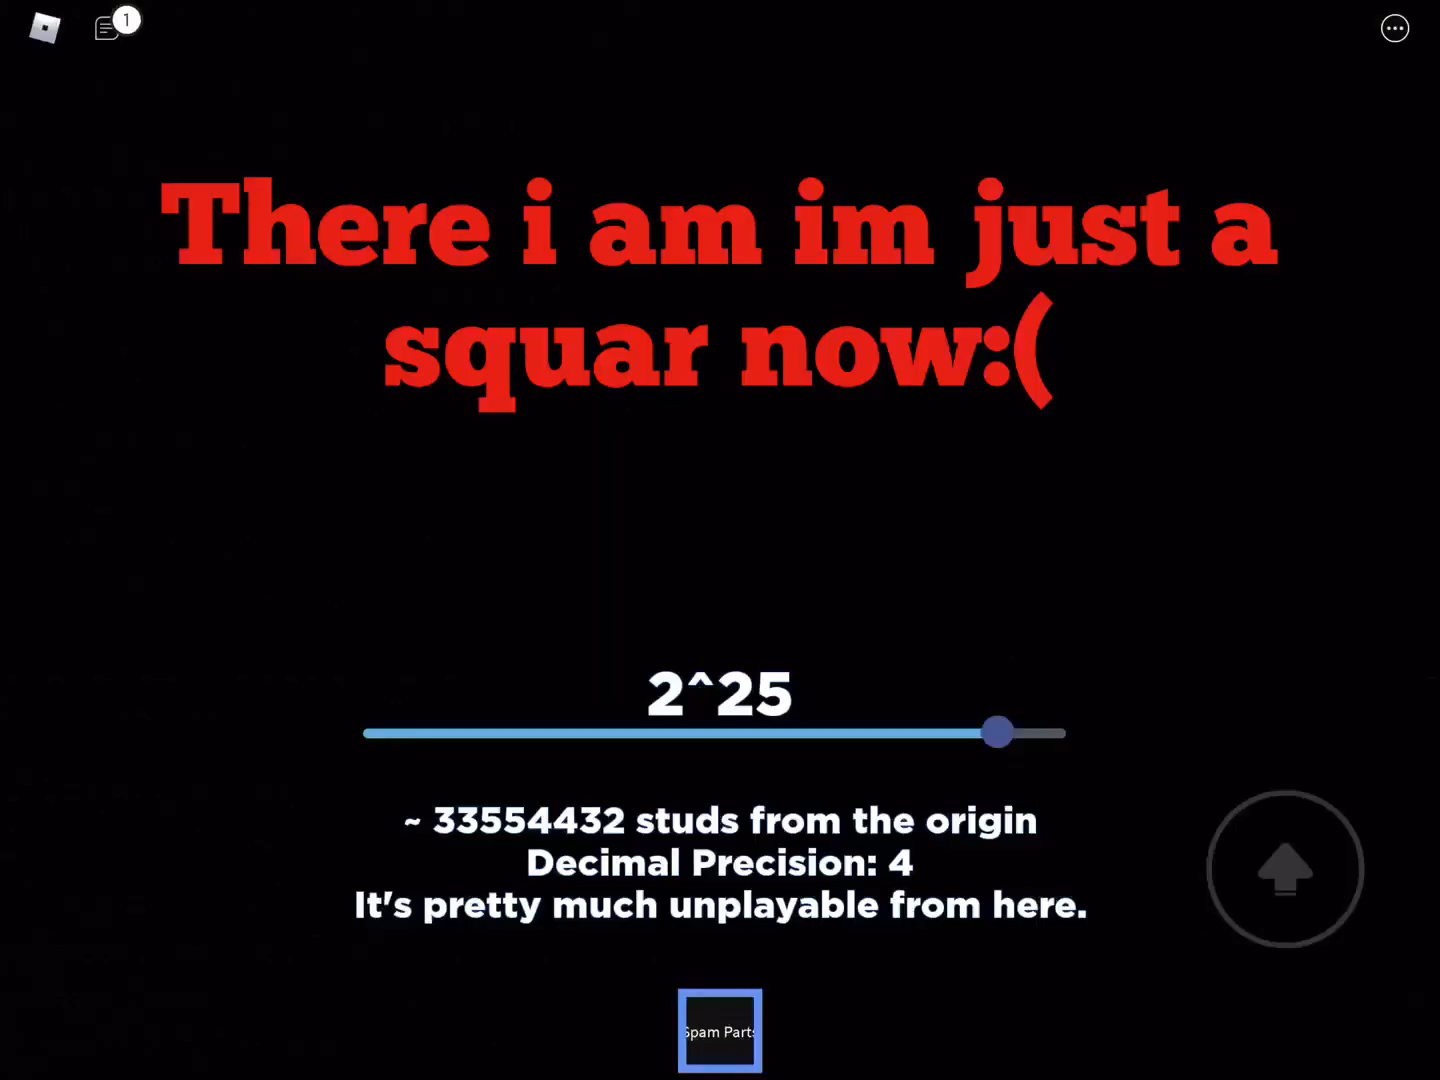 1
There i am im just a
squar now:(
2^25
~ 33554432 studs from the origin
Decimal Precision: 4
It's pretty much unplayable from here.
Spam Parts